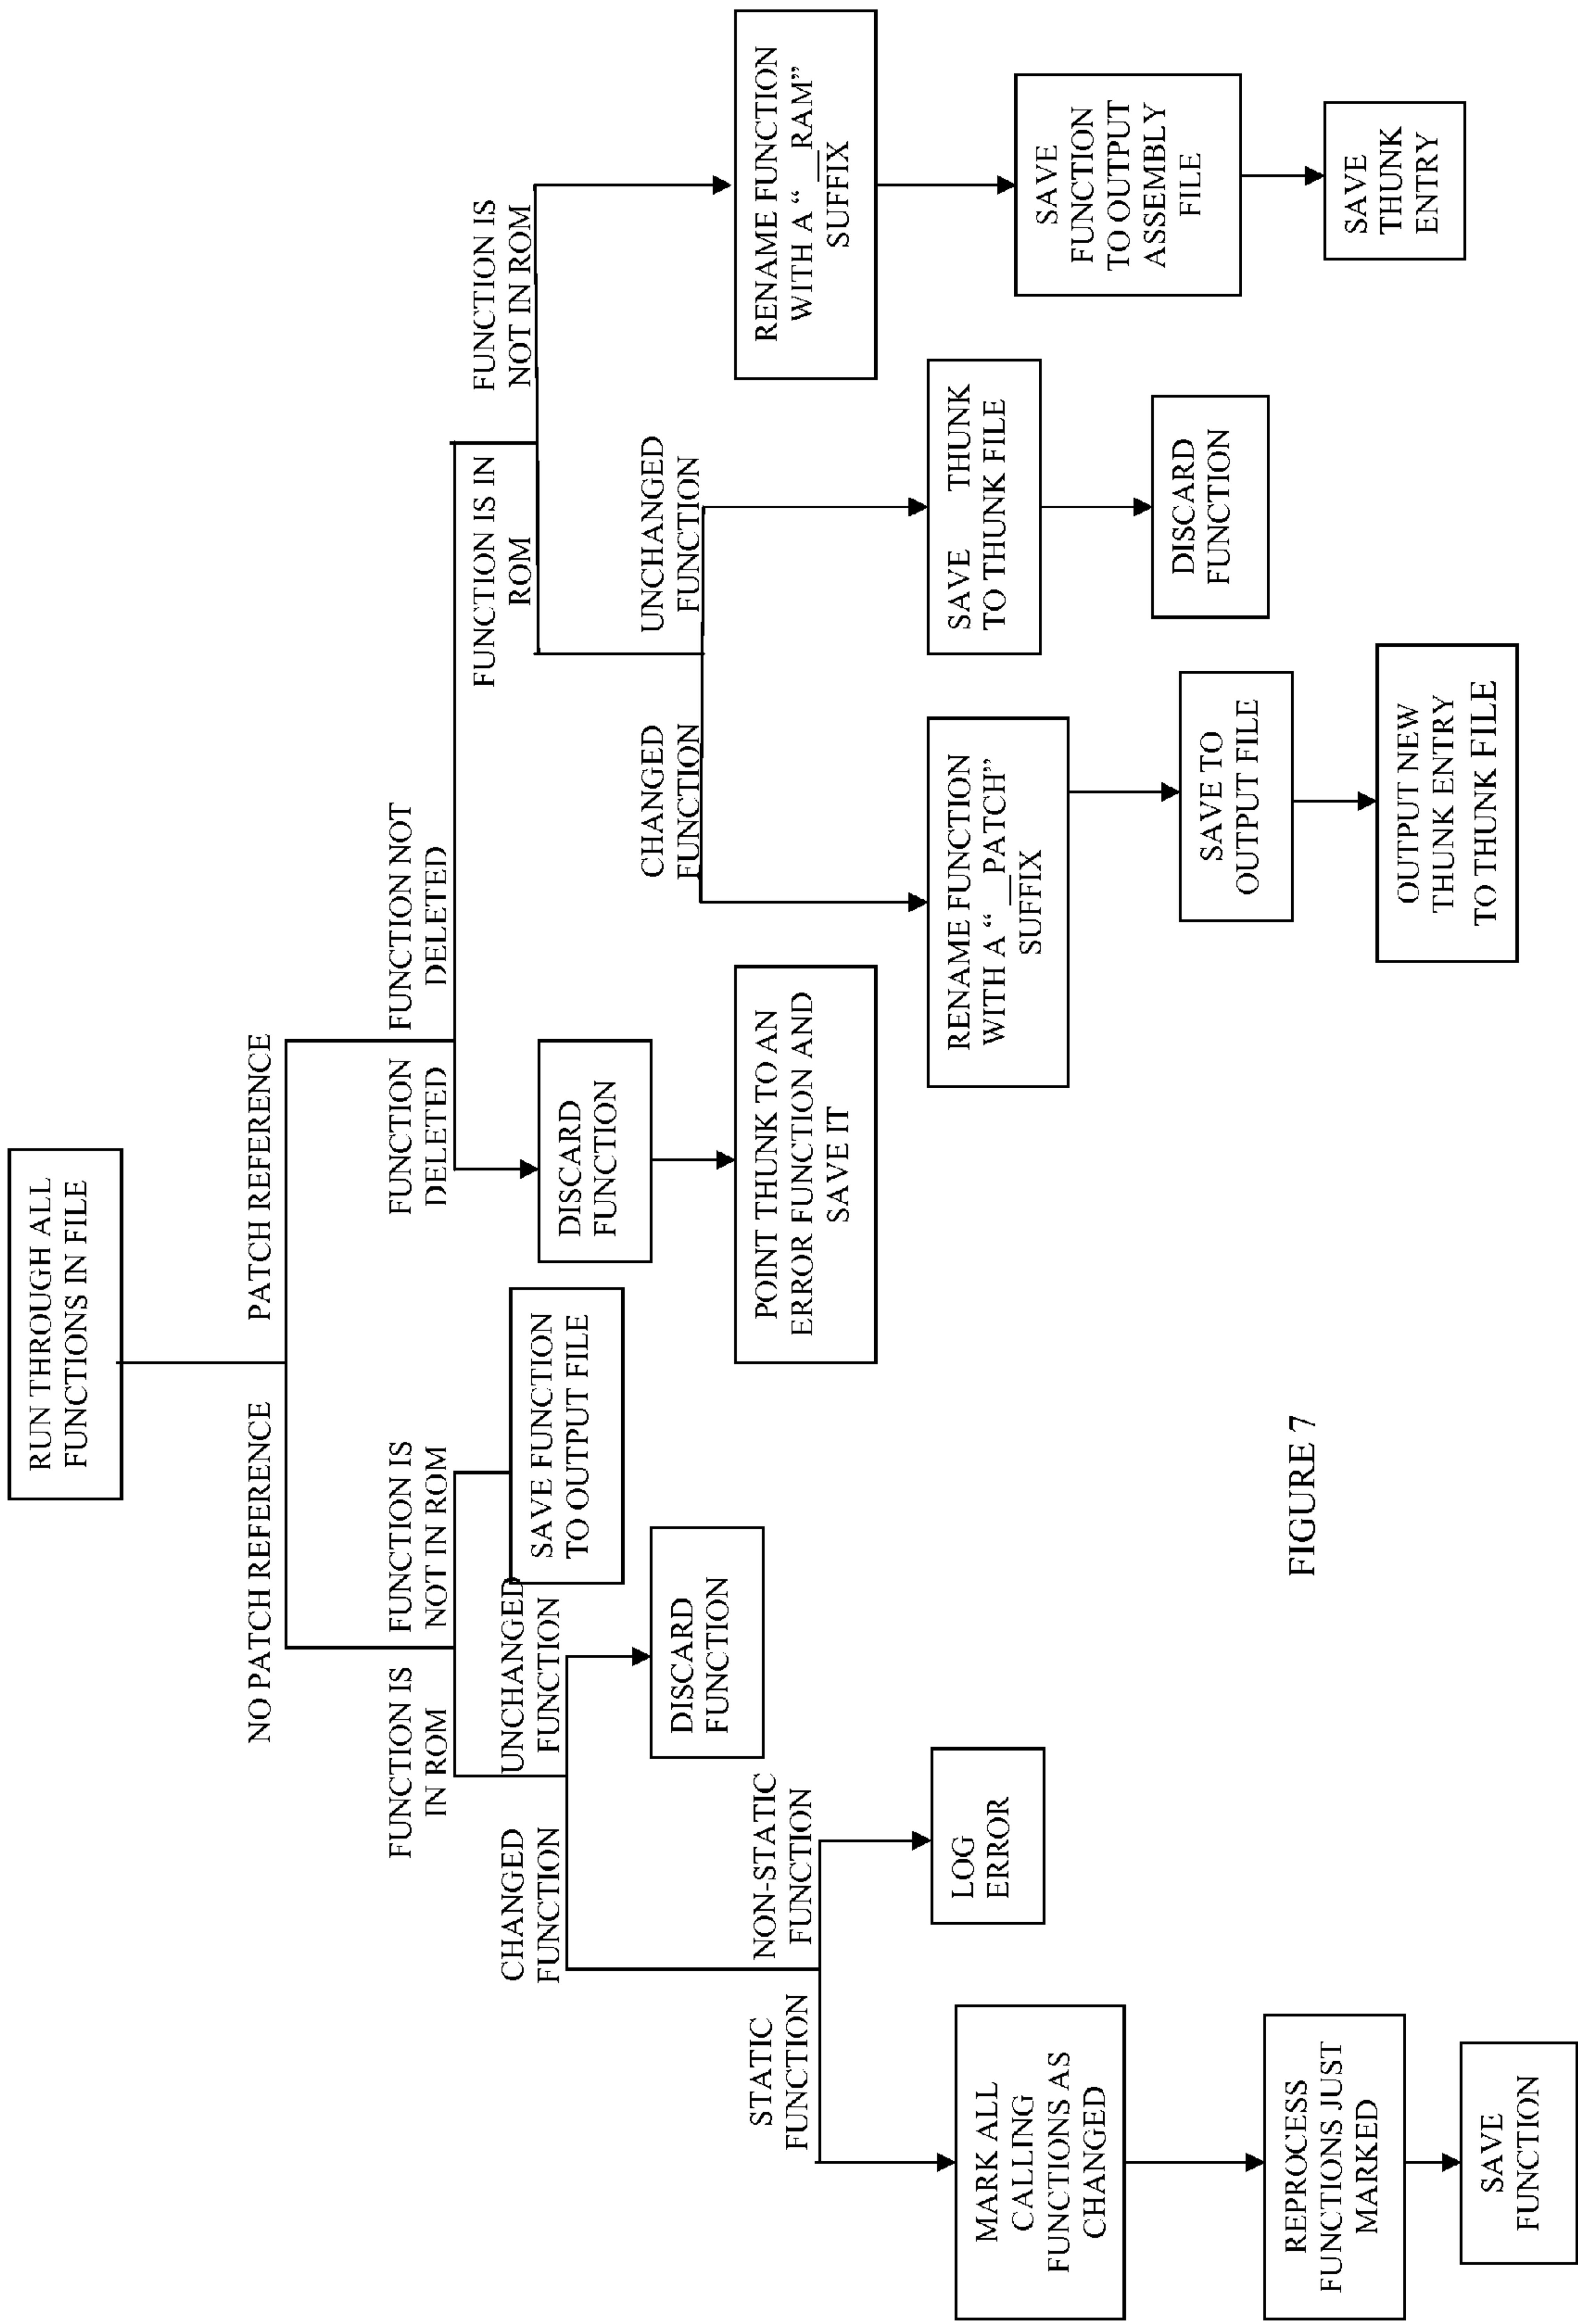 RUN THROUGH ALL
FUNCTIONS IN FILE
NO PATCH REFERENCE
PATCH REFERENCE
FUNCTION IS
IN ROM
FUNCTION IS
NOT IN ROM
FUNCTION
DELETED
FUNCTION NOT
DELETED
CHANGED
FUNCTION
UNCHANGED
FUNCTION
SAVE FUNCTION
TO OUTPUT FILE
DISCARD
FUNCTION
FUNCTION IS IN
ROM
FUNCTION IS
NOT IN ROM
STATIC
FUNCTION
NON-STATIC
FUNCTION
DISCARD
FUNCTION
POINT THUNK TO AN
ERROR FUNCTION AND
SAVE IT
CHANGED
FUNCTION
UNCHANGED
FUNCTION
RENAME FUNCTION
WITH A “__RAM”
SUFFIX
MARK ALL
CALLING
FUNCTIONS AS
CHANGED
LOG
ERROR
RENAME FUNCTION
WITH A “__PATCH”
SUFFIX
SAVE THUNK
TO THUNK FILE
SAVE
FUNCTION
TO OUTPUT
ASSEMBLY
FILE
REPROCESS
FUNCTIONS JUST
MARKED
SAVE TO
OUTPUT FILE
DISCARD
FUNCTION
SAVE
THUNK
ENTRY
SAVE
FUNCTION
OUTPUT NEW
THUNK ENTRY
TO THUNK FILE
FIGURE 7